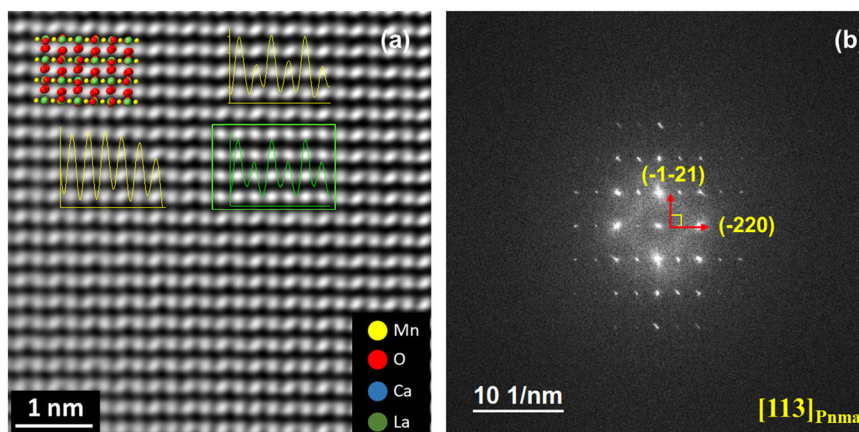 (a)
1 nm
Mn
O
Ca
La
(b)
(-1-21)
(-220)
10 1/nm
[113]Pnma